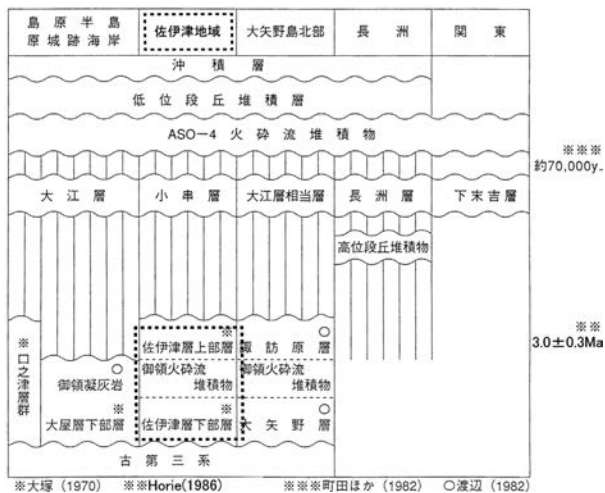 島原半島
原城跡海岸
佐伊津地域
大矢野島北部
長洲
関東
沖積層
低位段丘堆積層
ASO-4 火砕流堆積物
※※※
約70,000y.
大江層
小串層
大江層相当層
長洲層
下末吉層
高位段丘堆積物
※※
3.0±0.3Ma
※口之津層群
※
佐伊津層上部層
○
諏訪原層
○
御領凝灰岩
御領火砕流
堆積物
御領火砕流
堆積物
※
大屋層下部層
※
佐伊津層下部層
○
大矢野層
古第三系
※大塚(1970) ※※Horie(1986) ※※※町田ほか(1982) ○渡辺(1982)